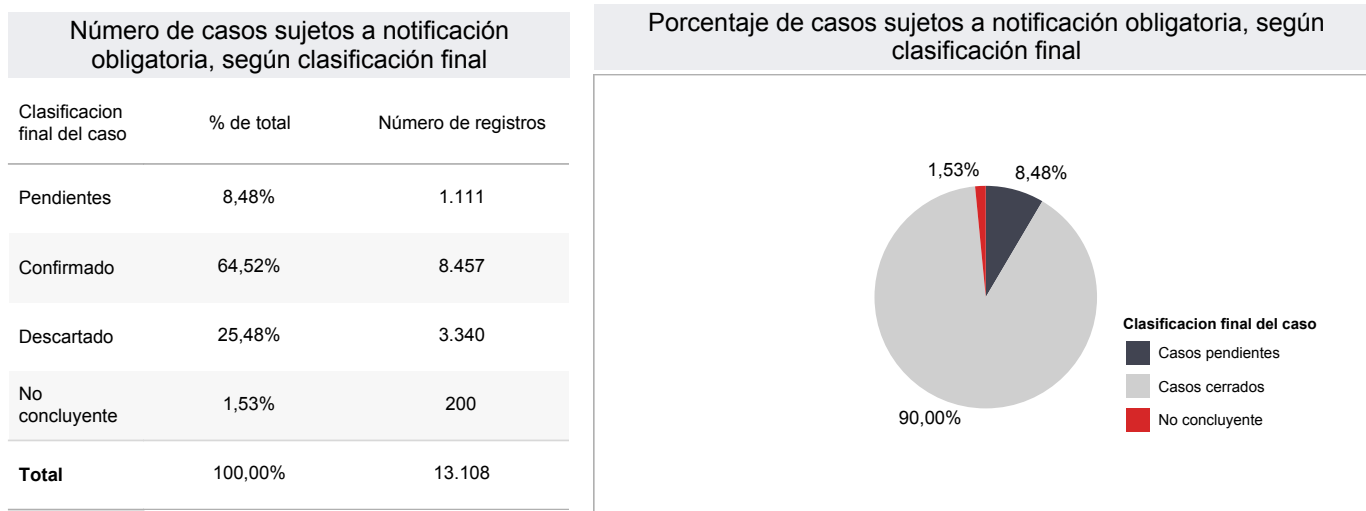 Número de casos sujetos a notificación
obligatoria, según clasificación final
Clasificacion
final del caso
% de total
Número de registros
Pendientes
8,48%
1.111
Confirmado
64,52%
8.457
Descartado
25,48%
3.340
No
concluyente
1,53%
200
Total
100,00%
13.108
Porcentaje de casos sujetos a notificación obligatoria, según
clasificación final
1,53%
8,48%
90,00%
Clasificacion final del caso
Casos pendientes
Casos cerrados
No concluyente